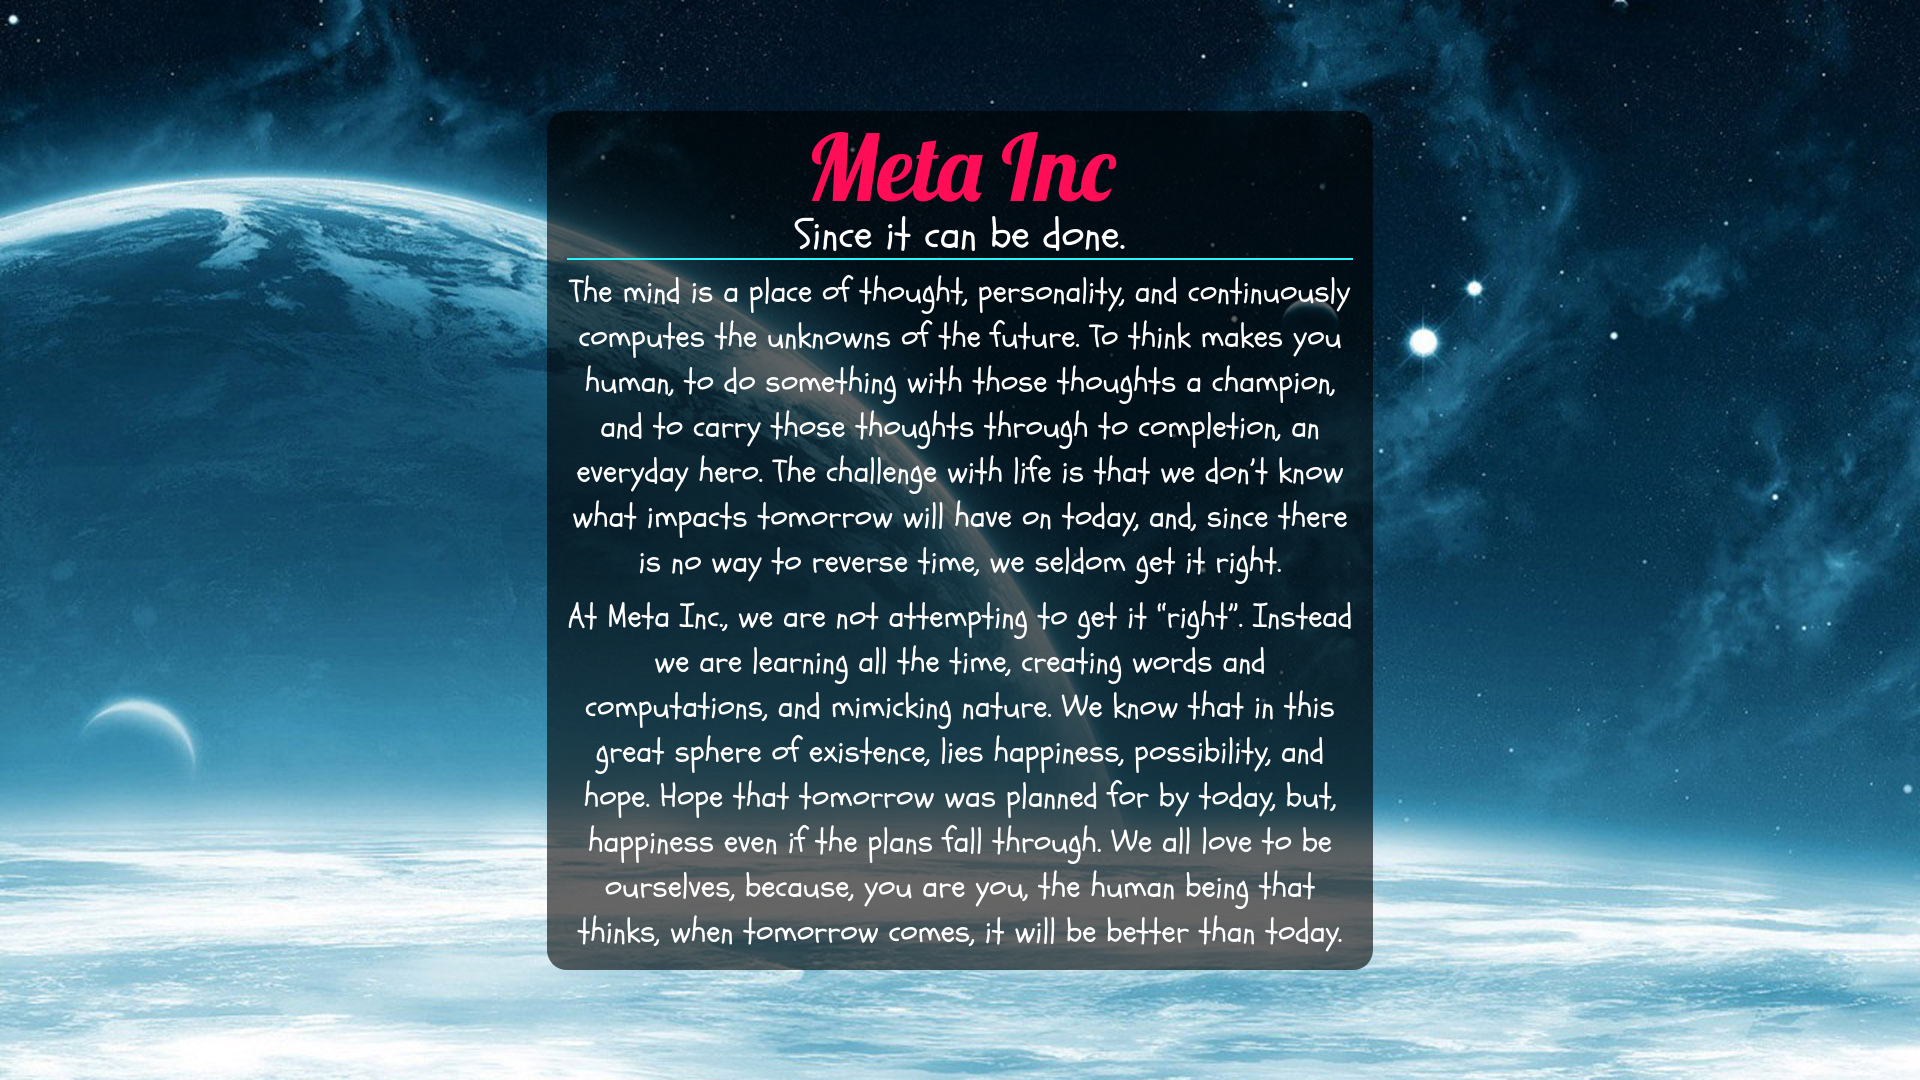 Meta Inc
Since it can be done.
The mind is a place of thought, personality, and continuously
computes the unknowns of the future. To think makes you
human, to do something with those thoughts a champion,
and to carry those thoughts through to completion, an
everyday hero. The challenge with life is that we don't know
what impacts tomorrow will have on today, and, since there
is no way to reverse time, we seldom get it right.
At Meta Inc., we are not attempting to get it “right”. Instead
we are learning all the time, creating words and
computations, and mimicking nature. We know that in this
great sphere of existence, lies happiness, possibility, and
hope. Hope that tomorrow was planned for by today, but,
happiness even if the plans fall through. We all love to be
ourselves, because, you are you, the human being that
thinks, when tomorrow comes, it will be better than today.